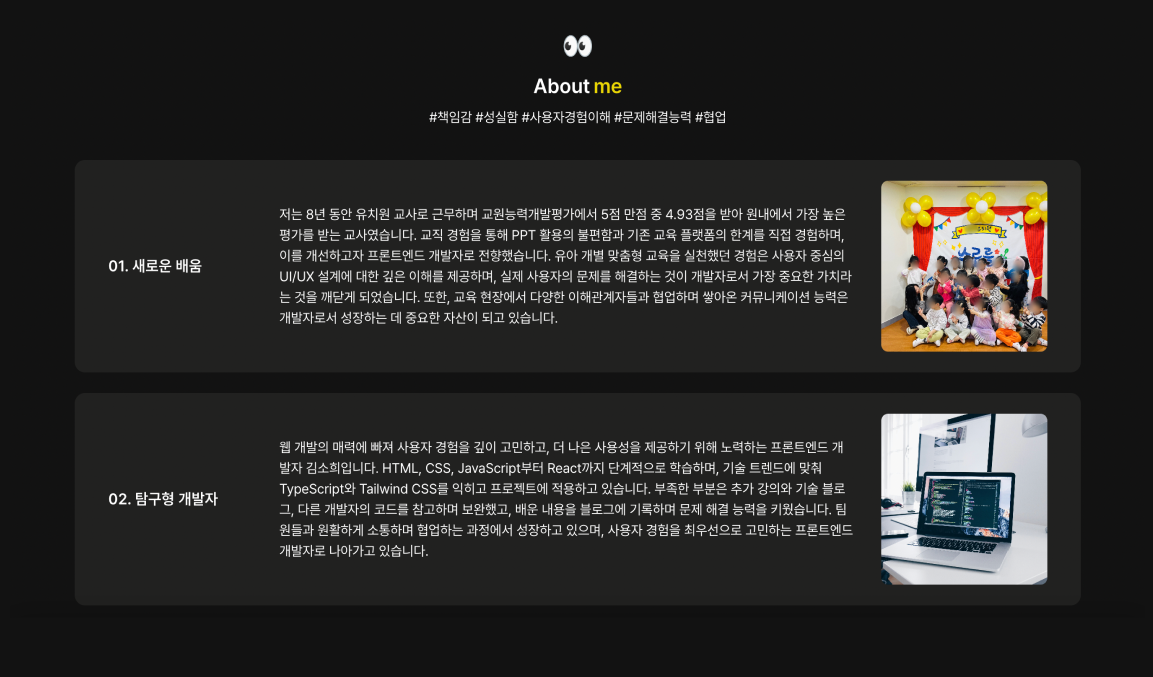 About me
#책임감 #성실함 #사용자경험이해 #문제해결능력 #협업
01. 새로운 배움
저는 8년 동안 유치원 교사로 근무하며 교원능력개발평가에서 5점 만점 중 4.93점을 받아 원내에서 가장 높은
평가를 받는 교사였습니다. 교직 경험을 통해 PPT 활용의 불편함과 기존 교육 플랫폼의 한계를 직접 경험하며,
이를 개선하고자 프론트엔드 개발자로 전향했습니다. 유아 개별 맞춤형 교육을 실천했던 경험은 사용자 중심의
UI/UX 설계에 대한 깊은 이해를 제공하며, 실제 사용자의 문제를 해결하는 것이 개발자로서 가장 중요한 가치라
는 것을 깨닫게 되었습니다. 또한, 교육 현장에서 다양한 이해관계자들과 협업하며 쌓아온 커뮤니케이션 능력은
개발자로서 성장하는 데 중요한 자산이 되고 있습니다.
02. 탐구형 개발자
웹 개발의 매력에 빠져 사용자 경험을 깊이 고민하고, 더 나은 사용성을 제공하기 위해 노력하는 프론트엔드 개
발자 김소희입니다. HTML, CSS, JavaScript부터 React까지 단계적으로 학습하며, 기술 트렌드에 맞춰
TypeScript와 Tailwind CSS를 익히고 프로젝트에 적용하고 있습니다. 부족한 부분은 추가 강의와 기술 블로
그, 다른 개발자의 코드를 참고하며 보완했고, 배운 내용을 블로그에 기록하며 문제 해결 능력을 키웠습니다. 팀
원들과 원활하게 소통하며 협업하는 과정에서 성장하고 있으며, 사용자 경험을 최우선으로 고민하는 프론트엔드
개발자로 나아가고 있습니다.